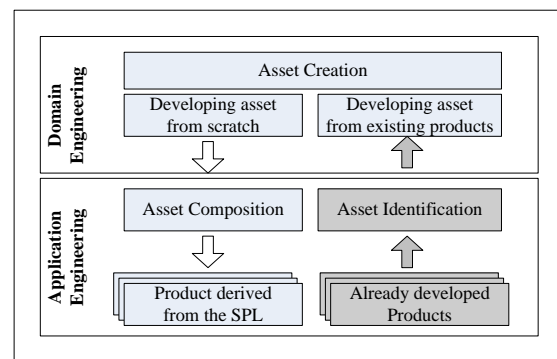 Domain
Engineering
Asset Creation
Developing asset
from scratch
Developing asset
from existing products
Application
Engineering
Asset Composition
Asset Identification
Product derived
from the SPL
Already developed
Products